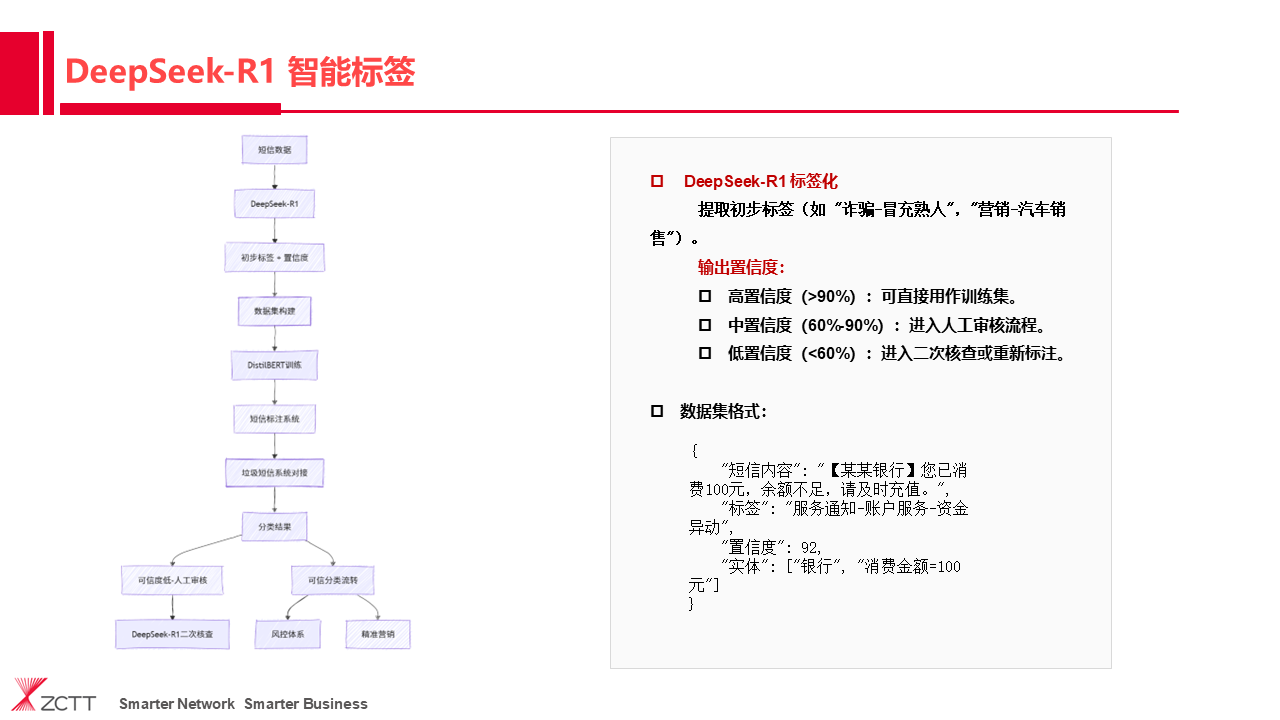 DeepSeek-R1 智能标签
短信数据
DeepSeek-R1
初步标签 + 置信度
数据集构建
DistilBERT训练
短信标注系统
垃圾短信系统对接
分类结果
可信度低-人工审核
可信分类流转
DeepSeek-R1二次核查
风控体系
精准营销
DeepSeek-R1 标签化
提取初步标签（如 "诈骗-冒充熟人"，"营销-汽车销
售"）。
输出置信度：
高置信度（>90%）：可直接用作训练集。
中置信度（60%-90%）：进入人工审核流程。
低置信度（<60%）：进入二次核查或重新标注。
数据集格式：
{
"短信内容": "【某某银行】您已消
费100元，余额不足，请及时充值。",
"标签": "服务通知-账户服务-资金
异动",
"置信度": 92,
"实体": ["银行", "消费金额=100
元"]
}
ZCTT
Smarter Network Smarter Business